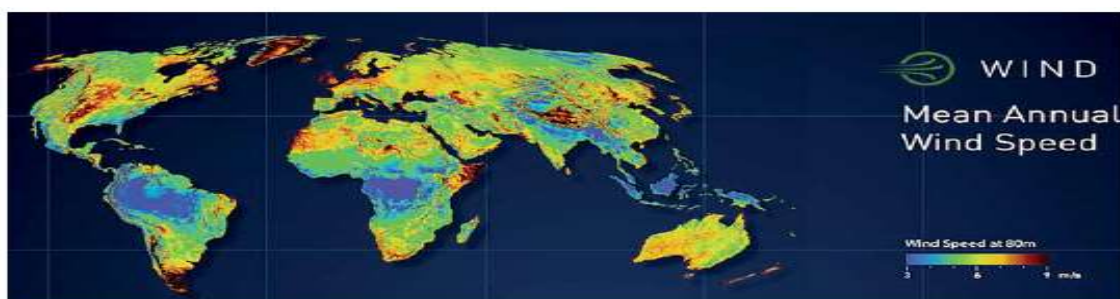 WIND
Mean Annual
Wind Speed
Wind Speed at 80m
3 6 9 m/s